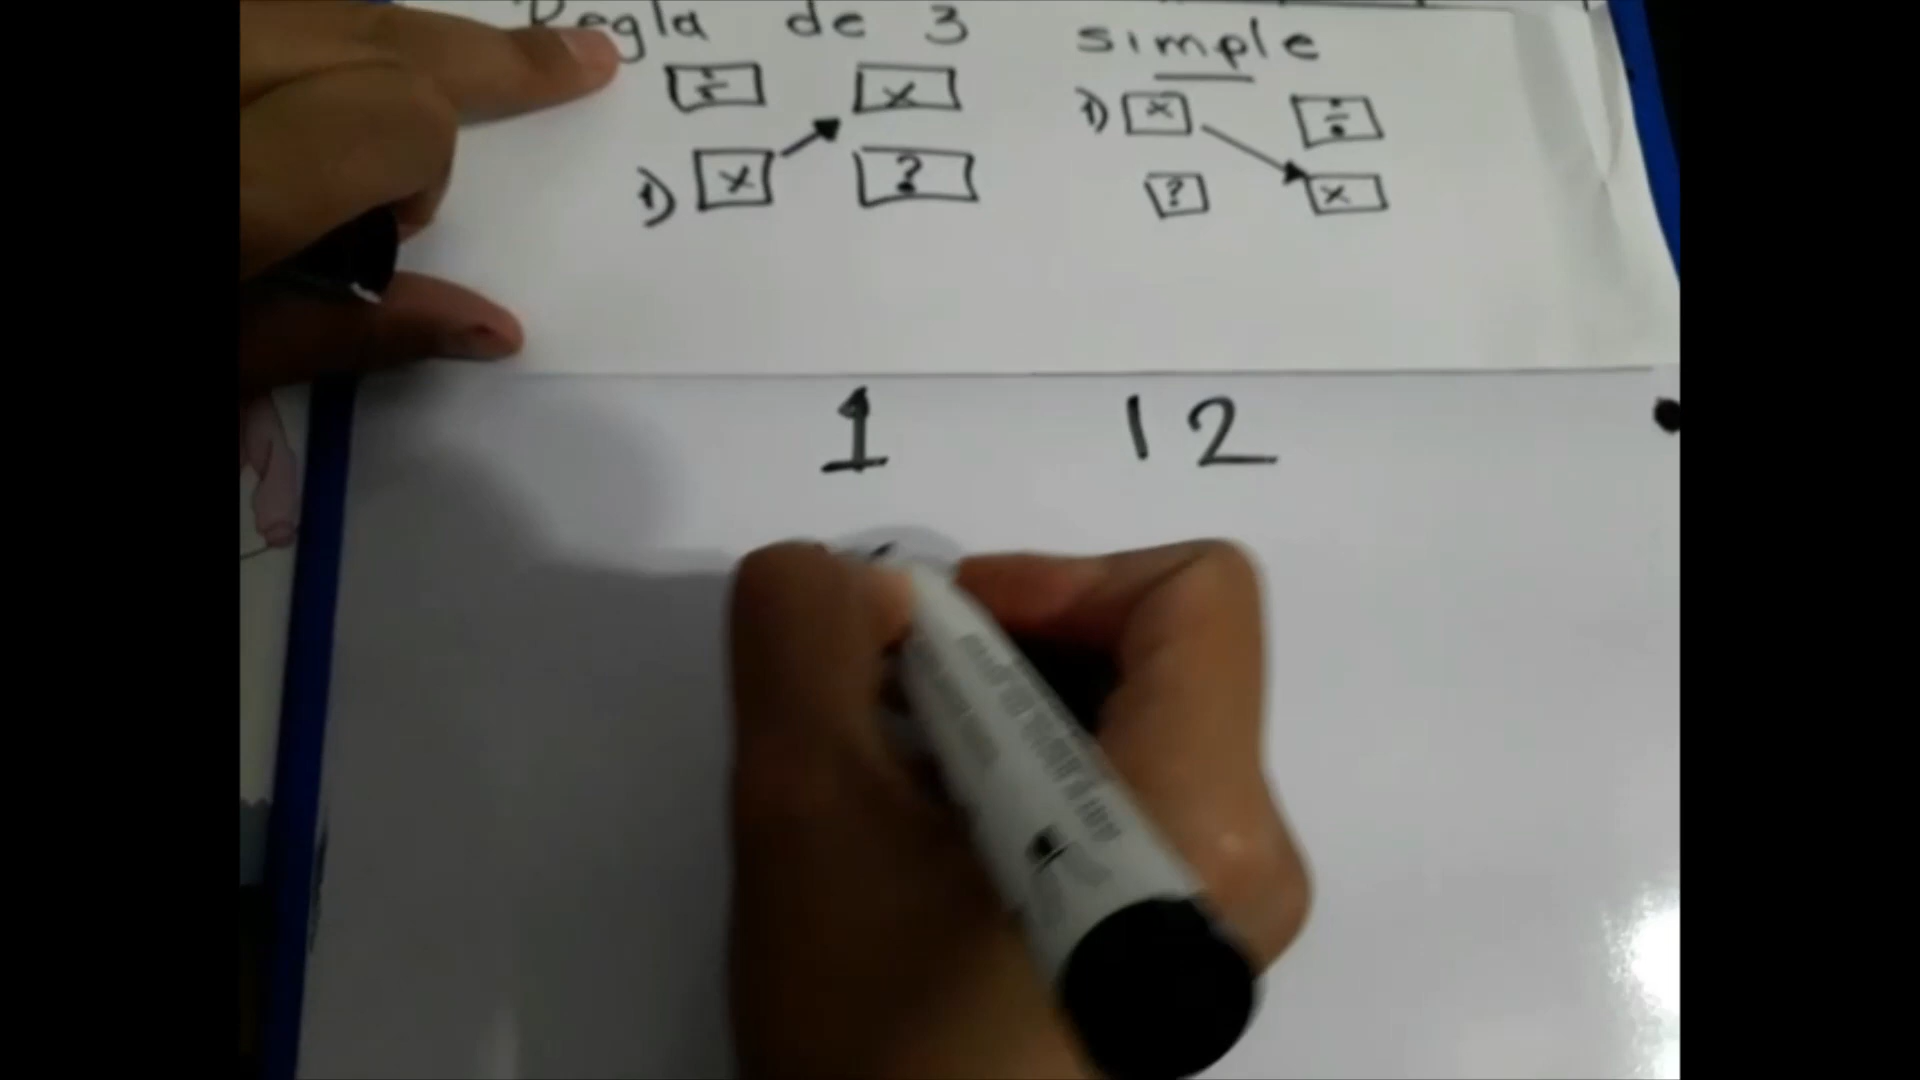 Regla de 3 simple
÷ x 1) x ÷
1) x ? ? x
1 12